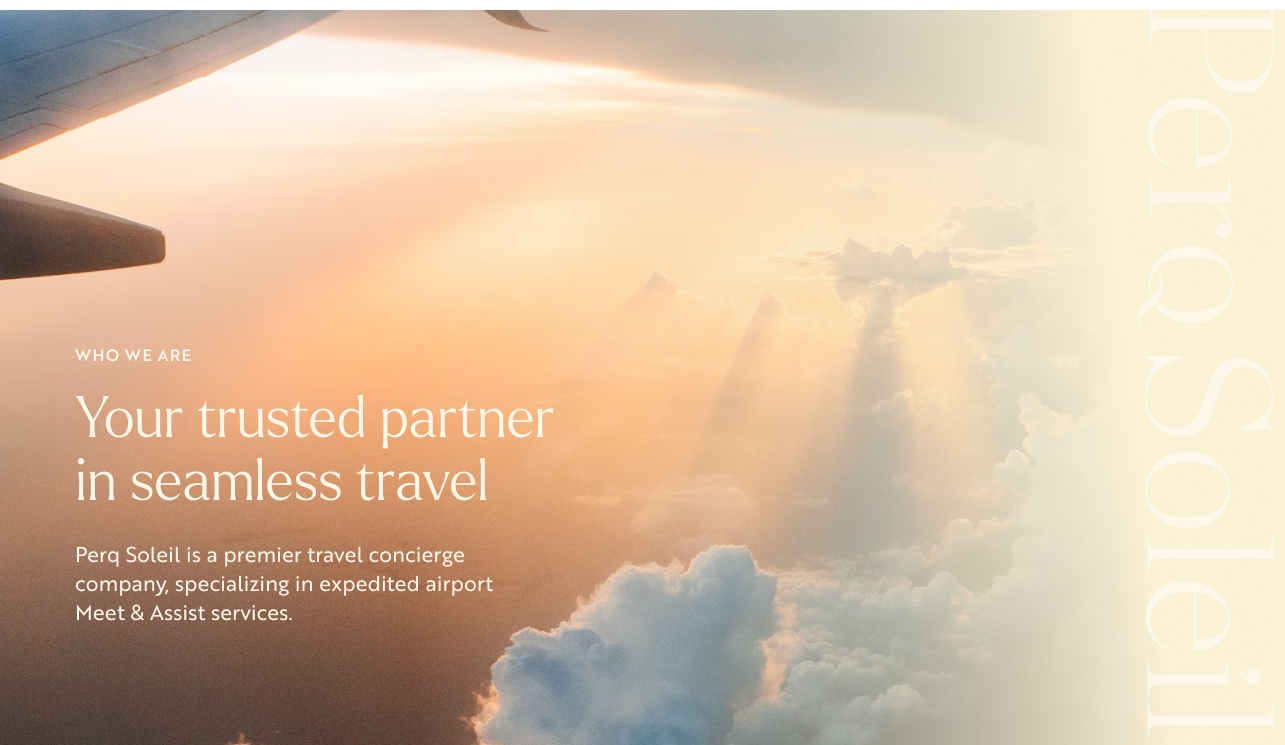 WHO WE ARE
Your trusted partner
in seamless travel
Perq Soleil is a premier travel concierge
company, specializing in expedited airport
Meet & Assist services.
Perq Soleil